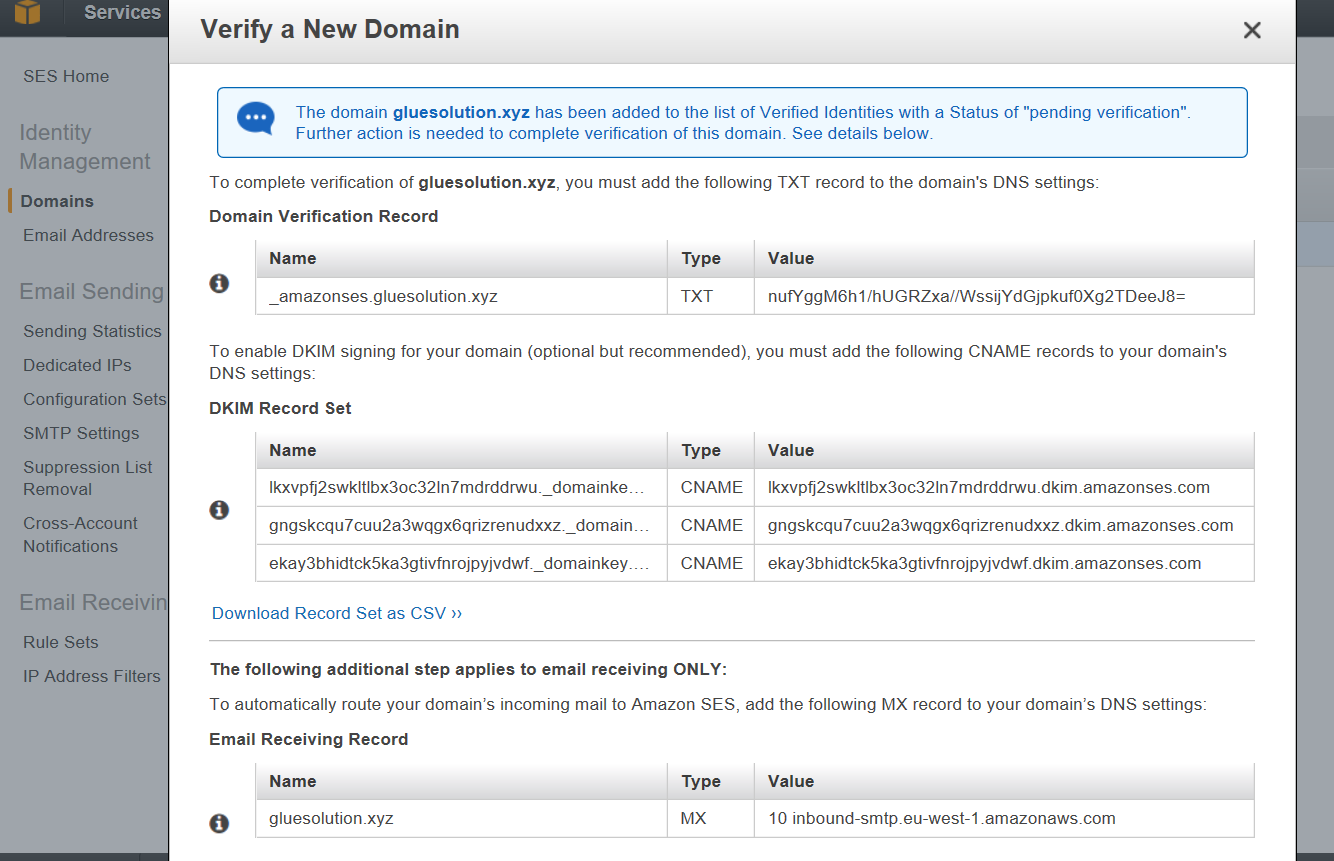 Services
SES Home
Identity
Management
Domains
Email Addresses
Email Sending
Sending Statistics
Dedicated IPs
Configuration Sets
SMTP Settings
Suppression List
Removal
Cross-Account
Notifications
Email Receivin
Rule Sets
IP Address Filters
Verify a New Domain
The domain gluesolution.xyz has been added to the list of Verified Identities with a Status of "pending verification".
Further action is needed to complete verification of this domain. See details below.
To complete verification of gluesolution.xyz, you must add the following TXT record to the domain's DNS settings:
Domain Verification Record
Name Type Value
_amazonses.gluesolution.xyz TXT nufYggM6h1/hUGRZxa//WssijYdGjpkuf0Xg2TDeeJ8=
To enable DKIM signing for your domain (optional but recommended), you must add the following CNAME records to your domain's
DNS settings:
DKIM Record Set
Name Type Value
lkxvpfj2swkltlbx3oc32ln7mdrddrwu._domainke… CNAME lkxvpfj2swkltlbx3oc32ln7mdrddrwu.dkim.amazonses.com
gngskcqu7cuu2a3wqgx6qrizrenudxxz._domain… CNAME gngskcqu7cuu2a3wqgx6qrizrenudxxz.dkim.amazonses.com
ekay3bhidtck5ka3gtivfnrojpyjvdwf._domainkey.… CNAME ekay3bhidtck5ka3gtivfnrojpyjvdwf.dkim.amazonses.com
Download Record Set as CSV ››
The following additional step applies to email receiving ONLY:
To automatically route your domain’s incoming mail to Amazon SES, add the following MX record to your domain’s DNS settings:
Email Receiving Record
Name Type Value
gluesolution.xyz MX 10 inbound-smtp.eu-west-1.amazonaws.com